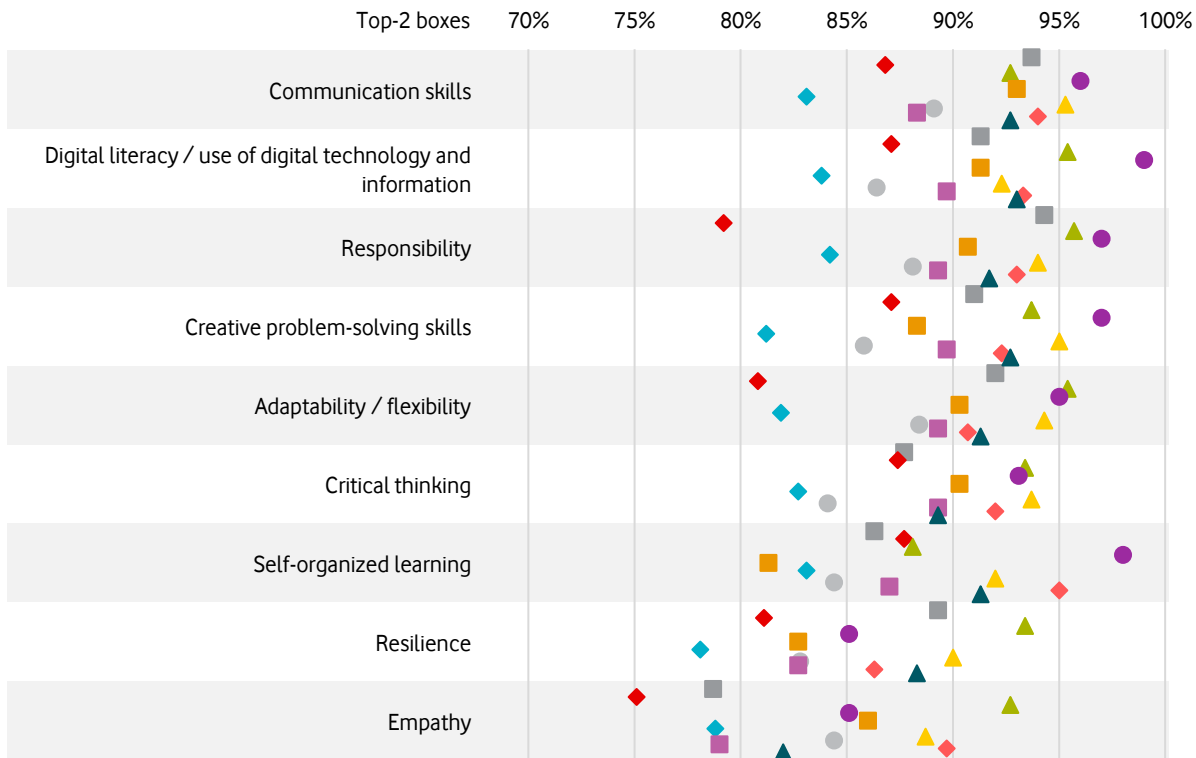 Top-2 boxes 70% 75% 80% 85% 90% 95% 100%
Communication skills
Digital literacy / use of digital technology and
information
Responsibility
Creative problem-solving skills
Adaptability / flexibility
Critical thinking
Self-organized learning
Resilience
Empathy